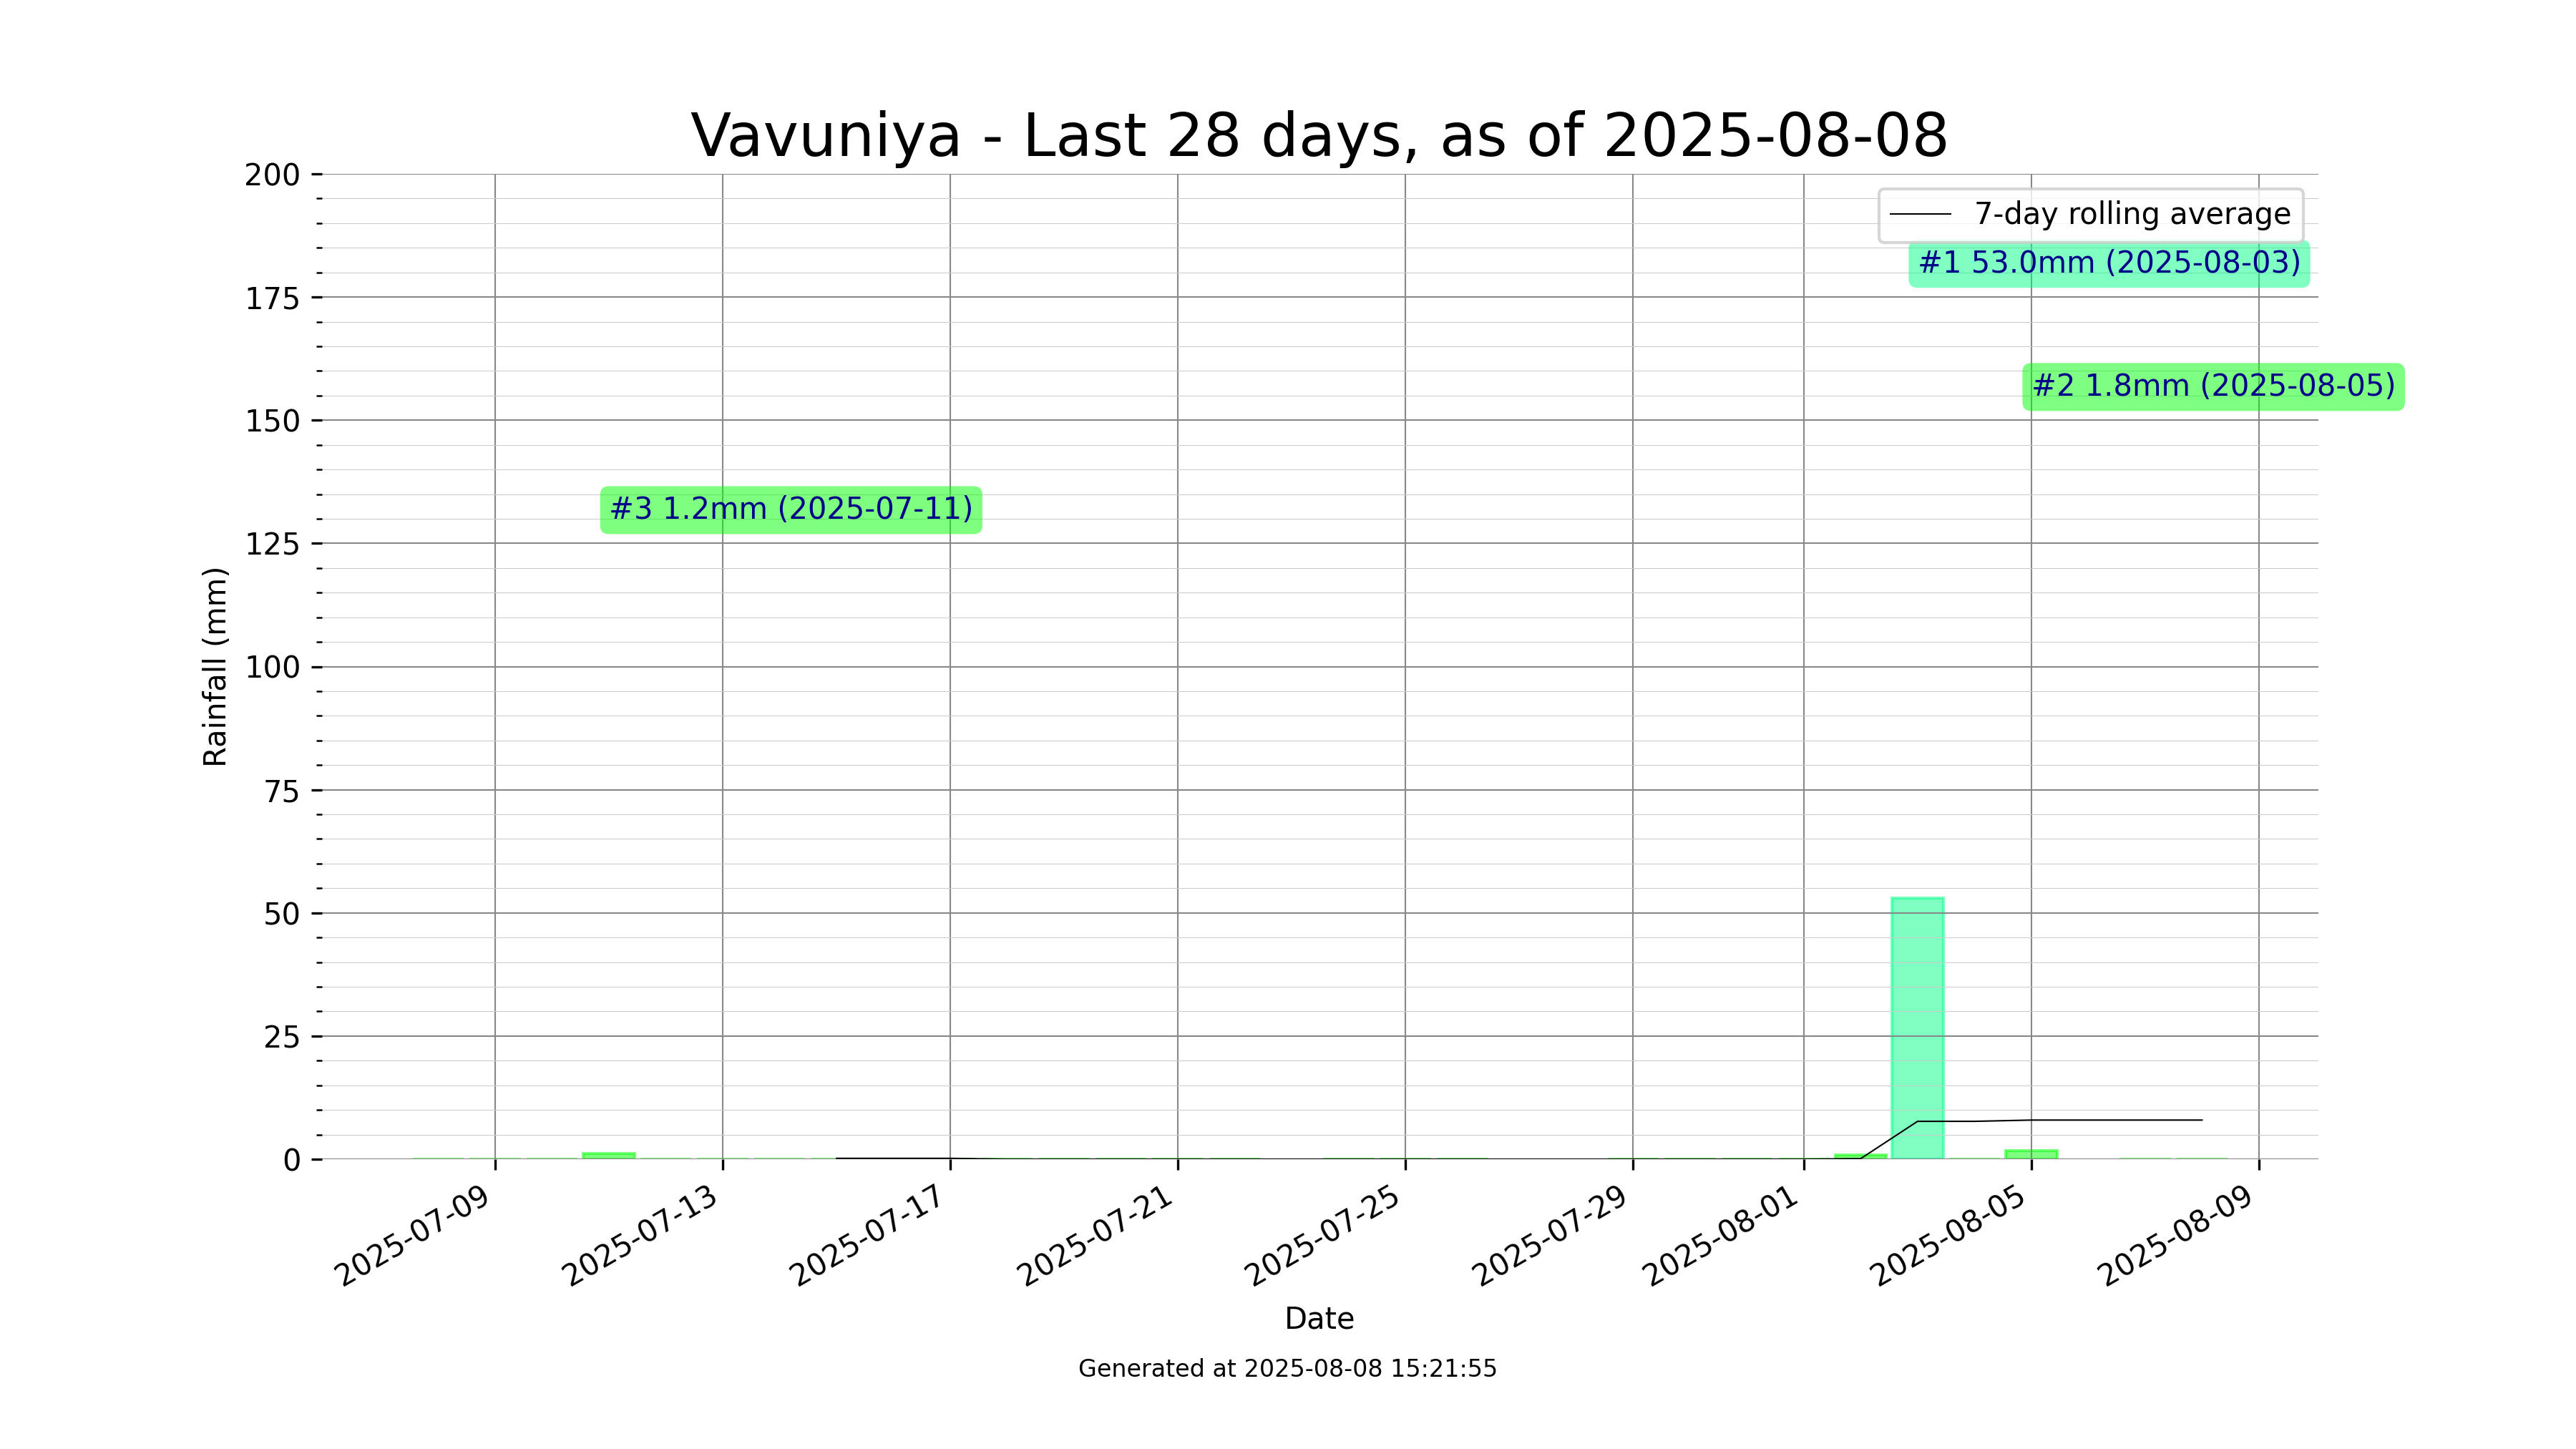 Vavuniya - Last 28 days, as of 2025-08-08
200
175
150
125
100
75
50
25
0
Rainfall (mm)
7-day rolling average
#1 53.0mm (2025-08-03)
#2 1.8mm (2025-08-05)
#3 1.2mm (2025-07-11)
2025-07-09
2025-07-13
2025-07-17
2025-07-21
2025-07-25
2025-07-29
2025-08-01
2025-08-05
2025-08-09
Date
Generated at 2025-08-08 15:21:55